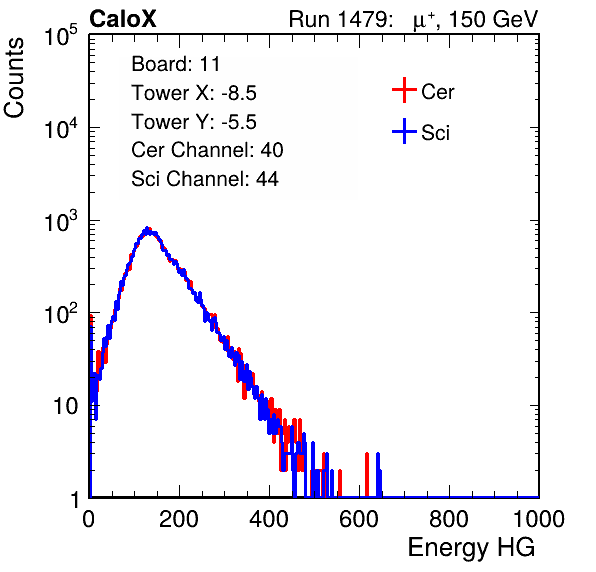 CaloX Run 1479: μ⁺, 150 GeV
Counts
Board: 11
Tower X: -8.5
Tower Y: -5.5
Cer Channel: 40
Sci Channel: 44
Cer
Sci
10⁵
10⁴
10³
10²
10
1
0 200 400 600 800 1000
Energy HG